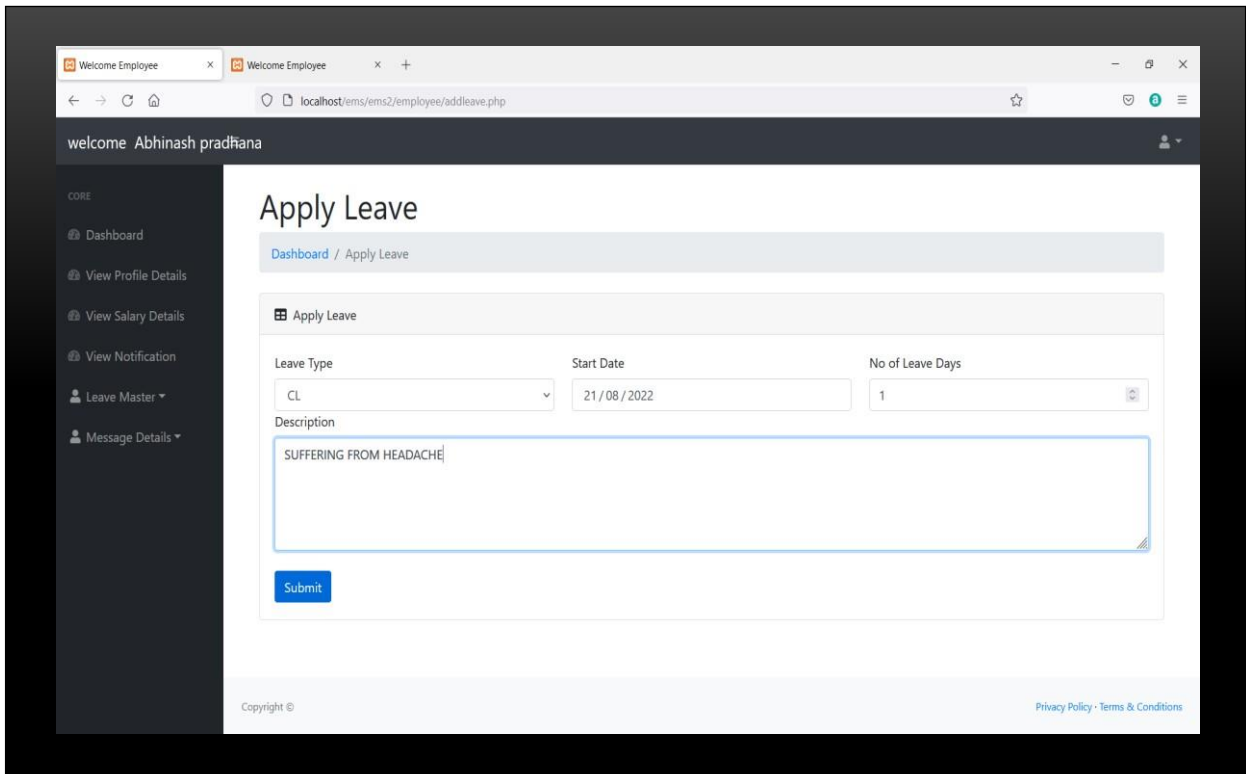 Welcome Employee Welcome Employee
localhost/ems/ems2/employee/addleave.php
welcome Abhinash pradhana
CORE
Dashboard
View Profile Details
View Salary Details
View Notification
Leave Master
Message Details
Apply Leave
Dashboard / Apply Leave
Apply Leave
Leave Type Start Date No of Leave Days
CL 21/08/2022 1
Description
SUFFERING FROM HEADACHE
Submit
Copyright © Privacy Policy · Terms & Conditions